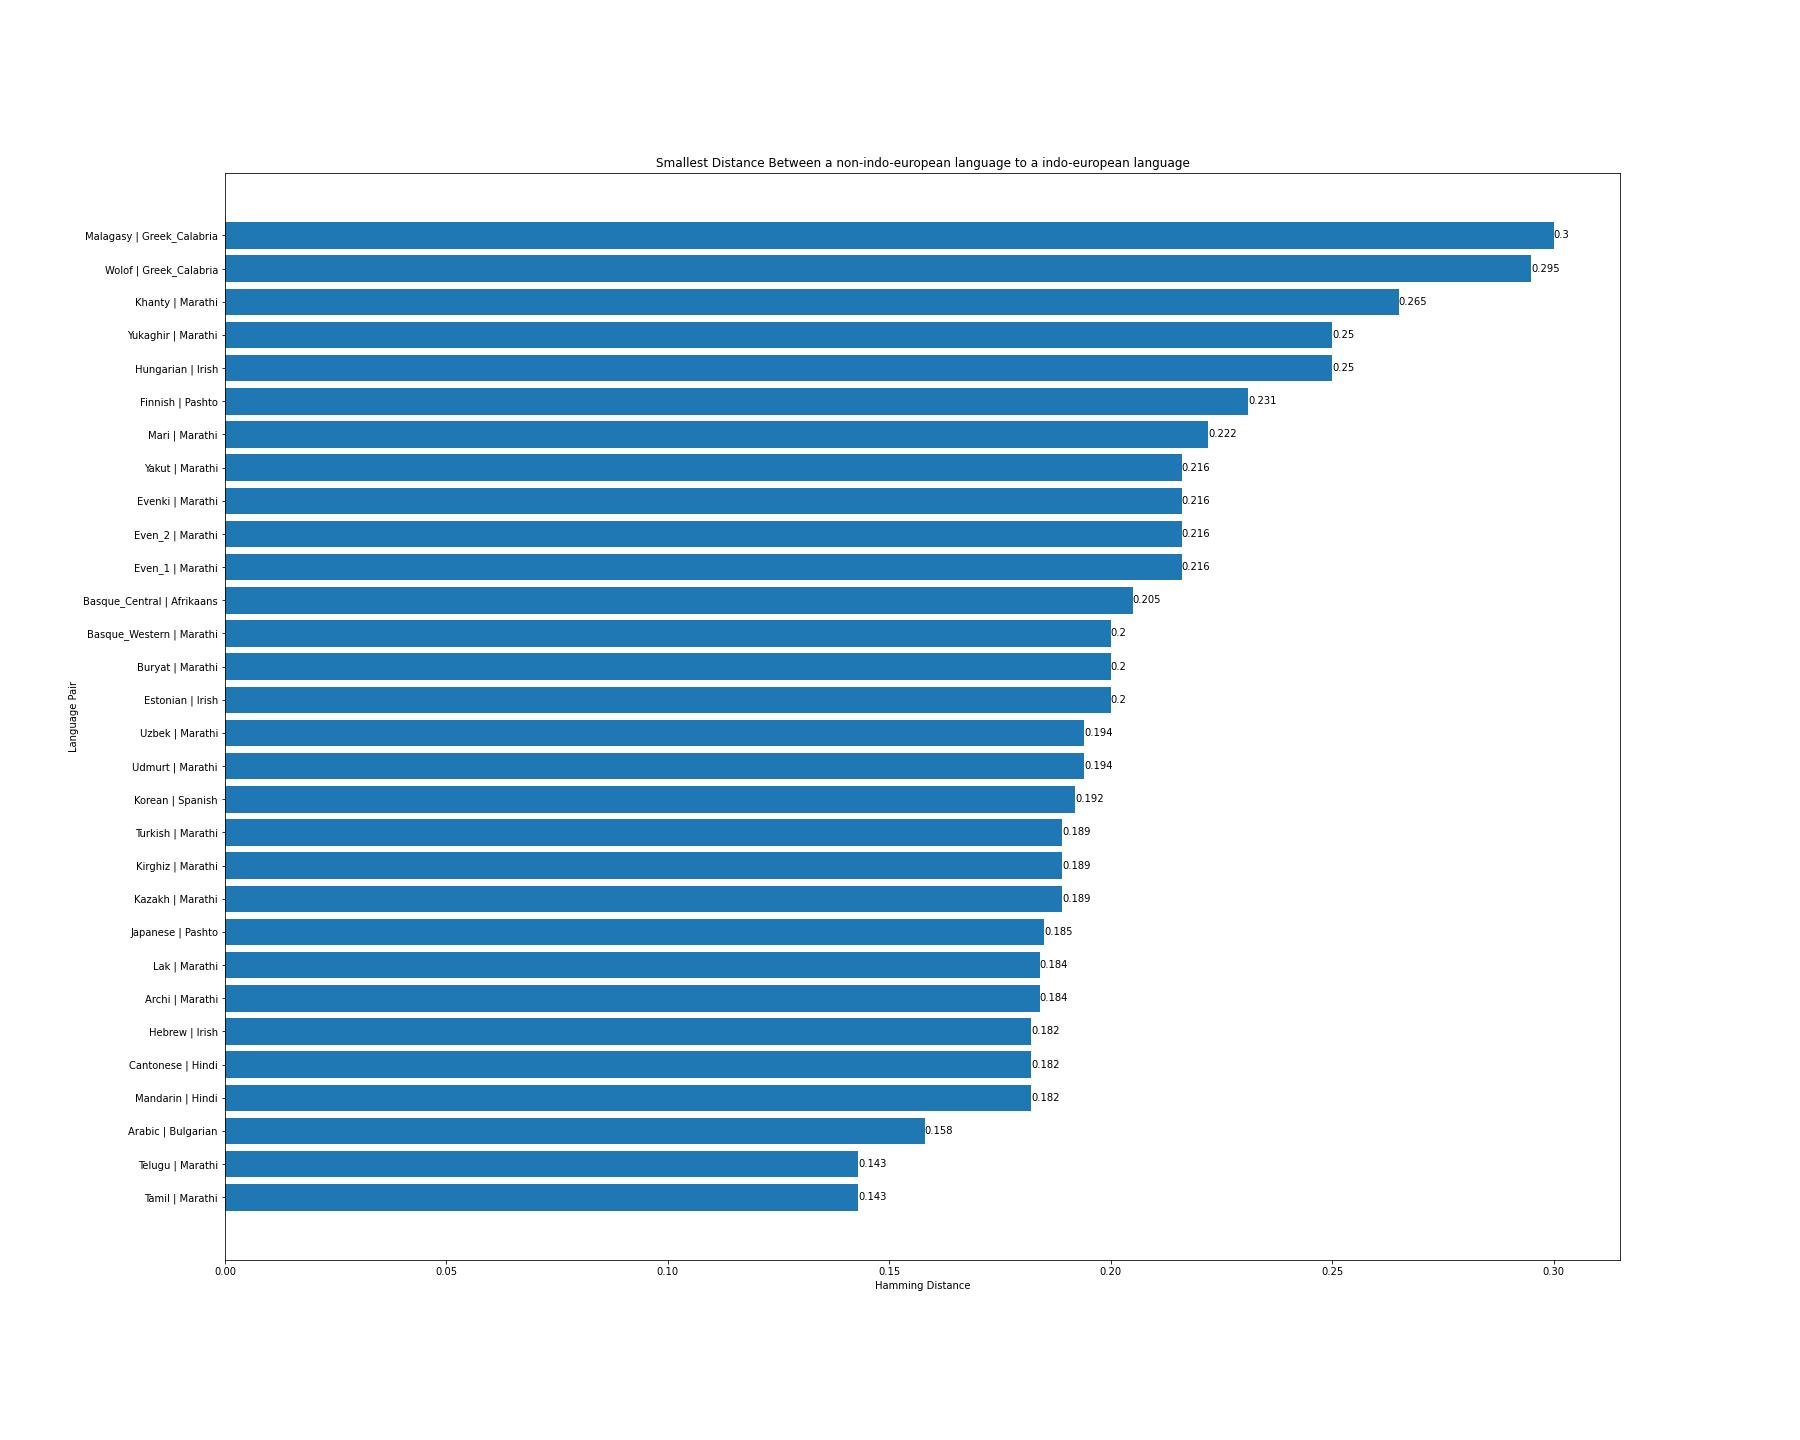 Smallest Distance Between a non-indo-european language to a indo-european language
Language Pair
Malagasy | Greek_Calabria 0.3
Wolof | Greek_Calabria 0.295
Khanty | Marathi 0.265
Yukaghir | Marathi 0.25
Hungarian | Irish 0.25
Finnish | Pashto 0.231
Mari | Marathi 0.222
Yakut | Marathi 0.216
Evenki | Marathi 0.216
Even_2 | Marathi 0.216
Even_1 | Marathi 0.216
Basque_Central | Afrikaans 0.205
Basque_Western | Marathi 0.2
Buryat | Marathi 0.2
Estonian | Irish 0.2
Uzbek | Marathi 0.194
Udmurt | Marathi 0.194
Korean | Spanish 0.192
Turkish | Marathi 0.189
Kirghiz | Marathi 0.189
Kazakh | Marathi 0.189
Japanese | Pashto 0.185
Lak | Marathi 0.184
Archi | Marathi 0.184
Hebrew | Irish 0.182
Cantonese | Hindi 0.182
Mandarin | Hindi 0.182
Arabic | Bulgarian 0.158
Telugu | Marathi 0.143
Tamil | Marathi 0.143
0.00 0.05 0.10 0.15 0.20 0.25 0.30
Hamming Distance